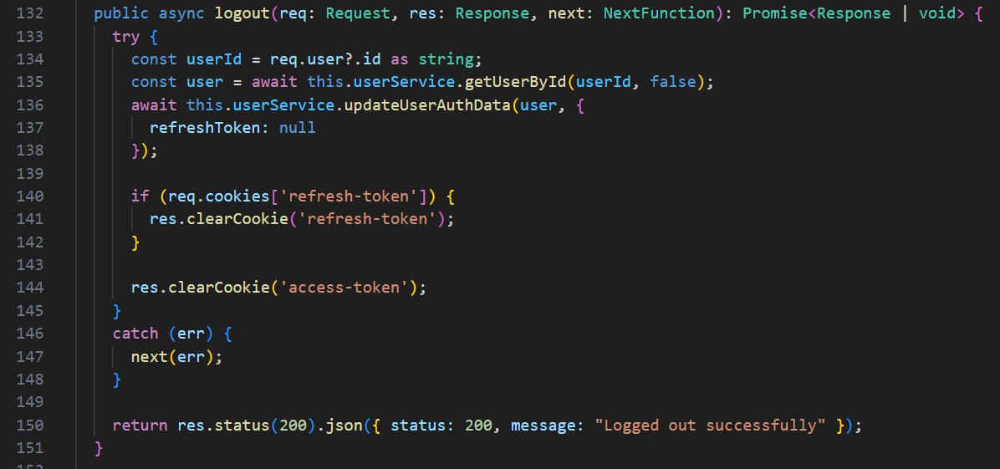 132 public async logout(req: Request, res: Response, next: NextFunction): Promise<Response | void> {
133 try {
134 const userId = req.user?.id as string;
135 const user = await this.userService.getUserById(userId, false);
136 await this.userService.updateUserAuthData(user, {
137 refreshToken: null
138 });
139
140 if (req.cookies['refresh-token']) {
141 res.clearCookie('refresh-token');
142 }
143
144 res.clearCookie('access-token');
145 }
146 catch (err) {
147 next(err);
148 }
149
150 return res.status(200).json({ status: 200, message: "Logged out successfully" });
151 }